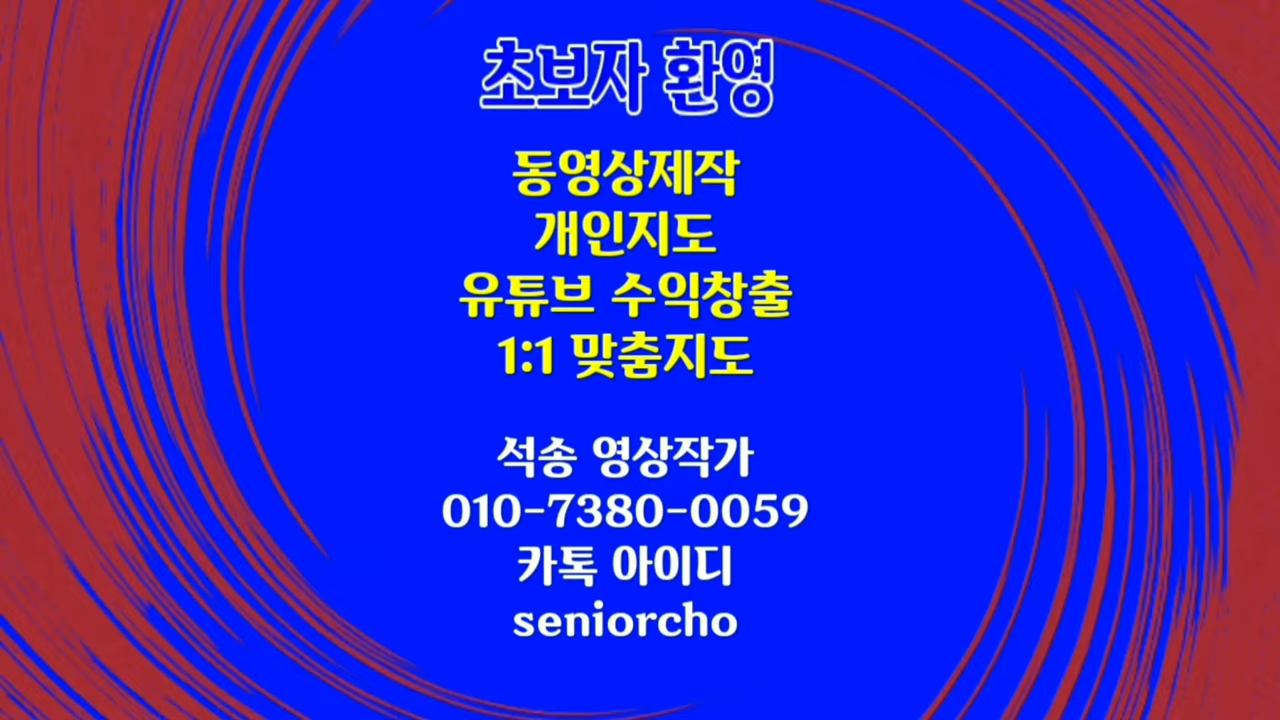 초보자 환영
동영상제작
개인지도
유튜브 수익창출
1:1 맞춤지도
석송 영상작가
010-7380-0059
카톡 아이디
seniorcho